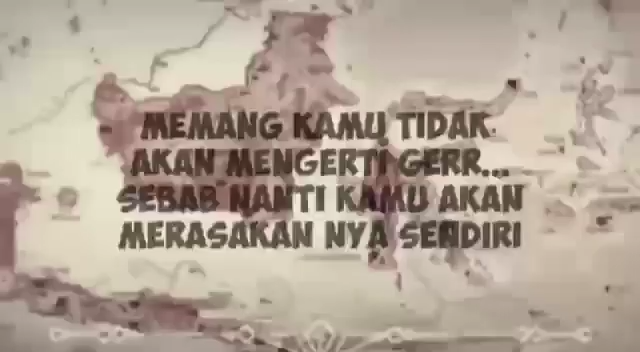 MEMANG KAMU TIDAK
AKAN MENGERTI GERR...
SEBAB NANTI KAMU AKAN
MERASAKAN NYA SENDIRI